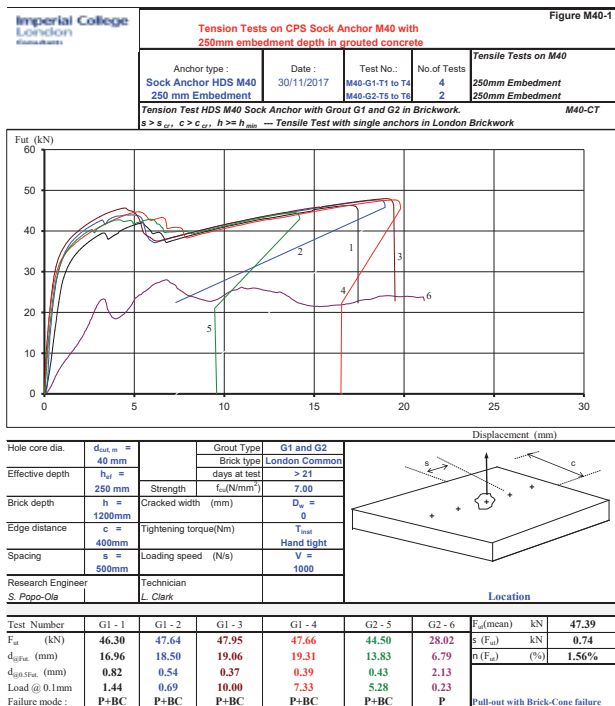 Imperial College
London
Consultants
Figure M40-1
Tension Tests on CPS Sock Anchor M40 with
250mm embedment depth in grouted concrete
Anchor type :
Sock Anchor HDS M40
250 mm Embedment
Date :
30/11/2017
Test No.:
M40-G1-T1 to T4
M40-G2-T5 to T6
No.of Tests
4
2
Tensile Tests on M40
250mm Embedment
250mm Embedment
Tension Test HDS M40 Sock Anchor with Grout G1 and G2 in Brickwork. M40-CT
s > s cr , c > c cr , h >= h min --- Tensile Test with single anchors in London Brickwork
Fut (kN)
60
50
40
30
20
10
0
0 5 10 15 20 25 30
1
2
3
4
5
6
Displacement (mm)
Hole core dia. dcut, m = 40 mm
Grout Type G1 and G2
Brick type London Common
Effective depth hef 250 mm
days at test > 21
Strength fcu(N/mm2) 7.00
Brick depth h = 1200mm
Cracked width (mm) Dw = 0
Edge distance c = 400mm
Tightening torque(Nm) Tinst Hand tight
Spacing s = 500mm
Loading speed (N/s) V = 1000
Research Engineer
S. Popo-Ola
Technician
L. Clark
s
c
Location
Test Number G1 - 1 G1 - 2 G1 - 3 G1 - 4 G2 - 5 G2 - 6
Fut (kN) 46.30 47.64 47.95 47.66 44.50 28.02
d@Fut. (mm) 16.96 18.50 19.06 19.31 13.83 6.79
d@0.5Fut. (mm) 0.82 0.54 0.37 0.39 0.43 2.13
Load @ 0.1mm 1.44 0.69 10.00 7.33 5.28 0.23
Failure mode : P+BC P+BC P+BC P+BC P+BC P
Fut(mean) kN 47.39
s (Fut) kN 0.74
n (Fut) (%) 1.56%
Pull-out with Brick-Cone failure